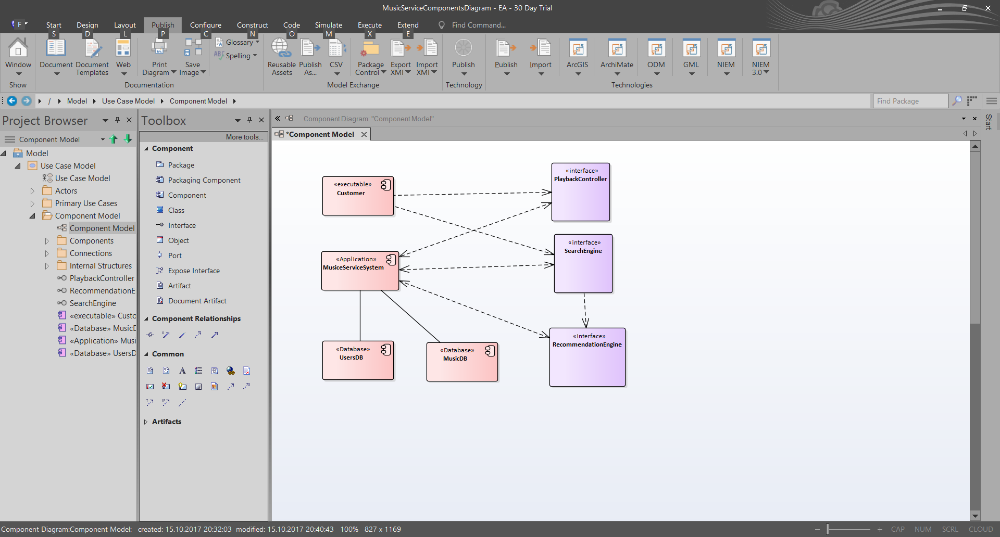 MusicServiceComponentsDiagram - EA - 30 Day Trial
F
Start Design Layout Publish Configure Construct Code Simulate Execute Extend Find Command...
S D L P C N O M X E
Window
Show
Document
Document Templates
Web
Print Diagram
Save Image
Glossary
ABC Spelling
Documentation
Reusable Assets
Publish As...
CSV
Package Control
Export XMI
Import XMI
Model Exchange
Publish
Technology
Publish
Import
ArcGIS
ArchiMate
ODM
GML
NIEM
NIEM 3.0
Technologies
/ Model Use Case Model Component Model
Find Package
Project Browser
Component Model
Model
Use Case Model
Use Case Model
Actors
Primary Use Cases
Component Model
Component Model
Components
Connections
Internal Structures
PlaybackController
RecommendationE
SearchEngine
«executable» Custo
«Database» MusicD
«Application» Musi
«Database» UsersD
Toolbox
More tools...
Component
Package
Packaging Component
Component
Class
Interface
Object
Port
Expose Interface
Artifact
Document Artifact
Component Relationships
Common
Artifacts
Component Diagram: "Component Model"
*Component Model
Start
«executable»
Customer
«interface»
PlaybackController
«interface»
SearchEngine
«Application»
MusiceServiceSystem
«interface»
RecommendationEngine
«Database»
UsersDB
«Database»
MusicDB
Component Diagram:Component Model: created: 15.10.2017 20:32:03 modified: 15.10.2017 20:40:43 100% 827 x 1169
CAP NUM SCRL CLOUD